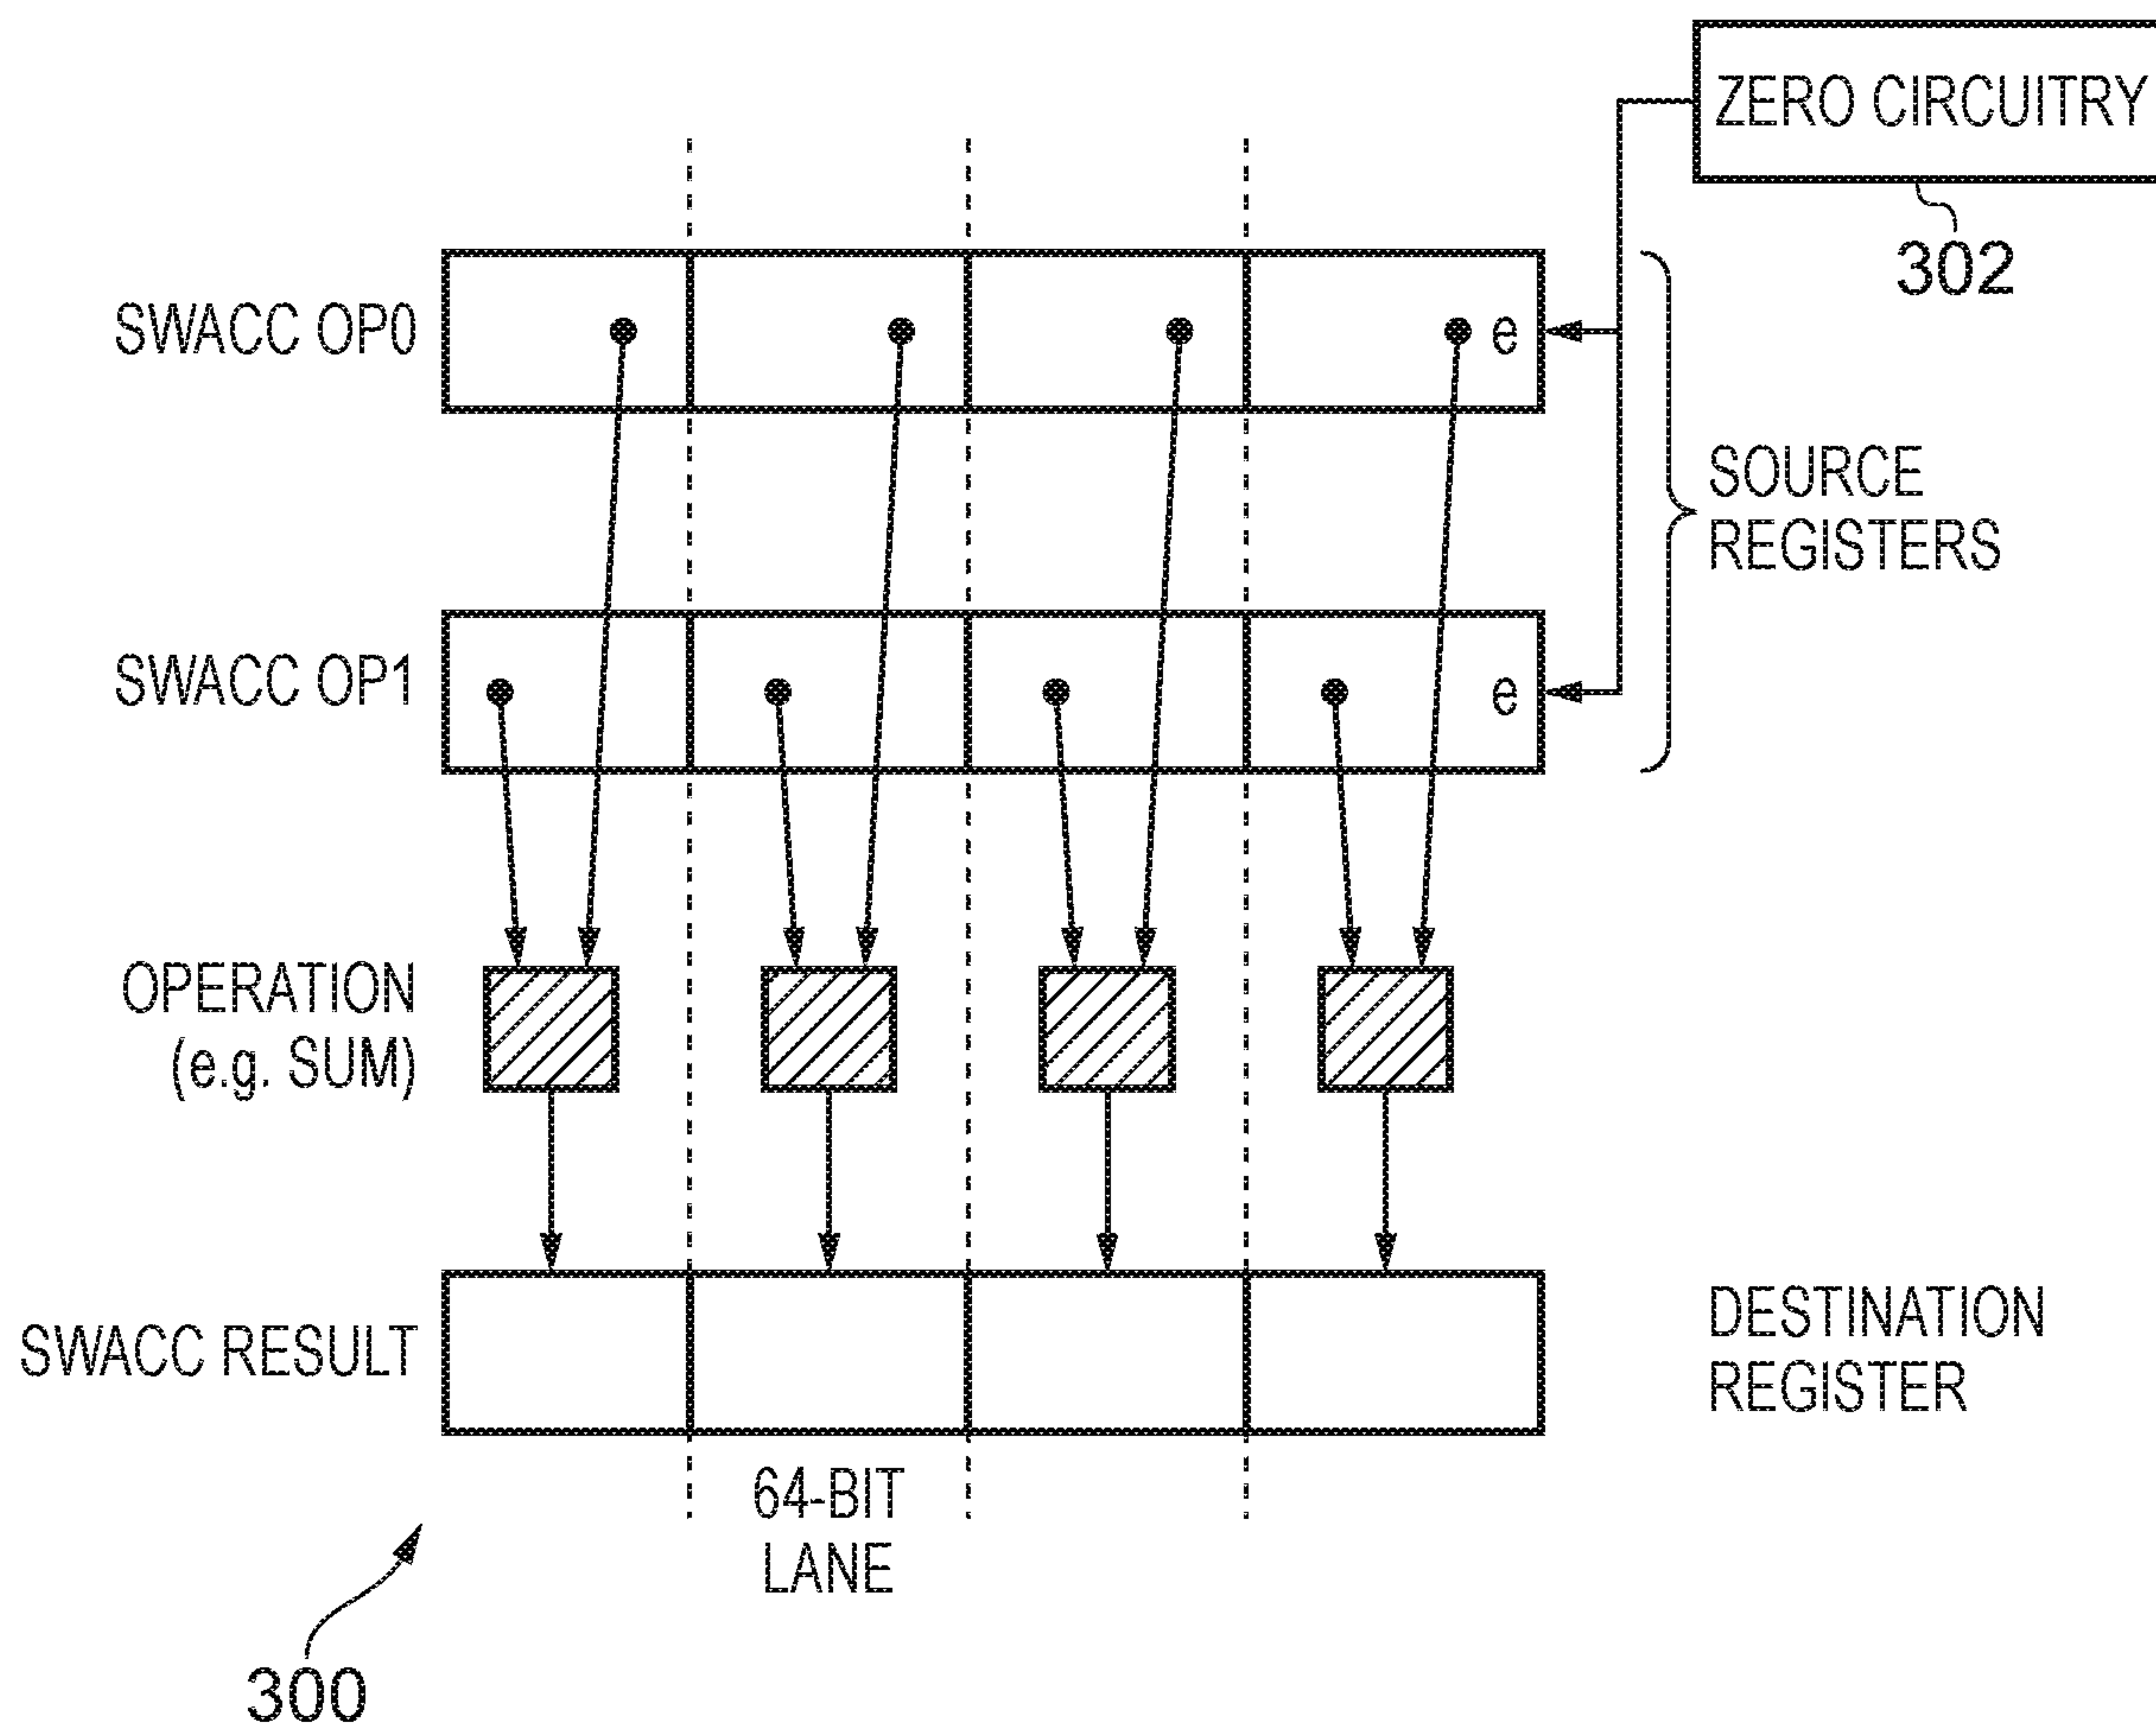 ZERO CIRCUITRY
302
SWACC OP0
e
SOURCE
REGISTERS
SWACC OP1
e
OPERATION
(e.g. SUM)
SWACC RESULT
DESTINATION
REGISTER
64-BIT
LANE
300